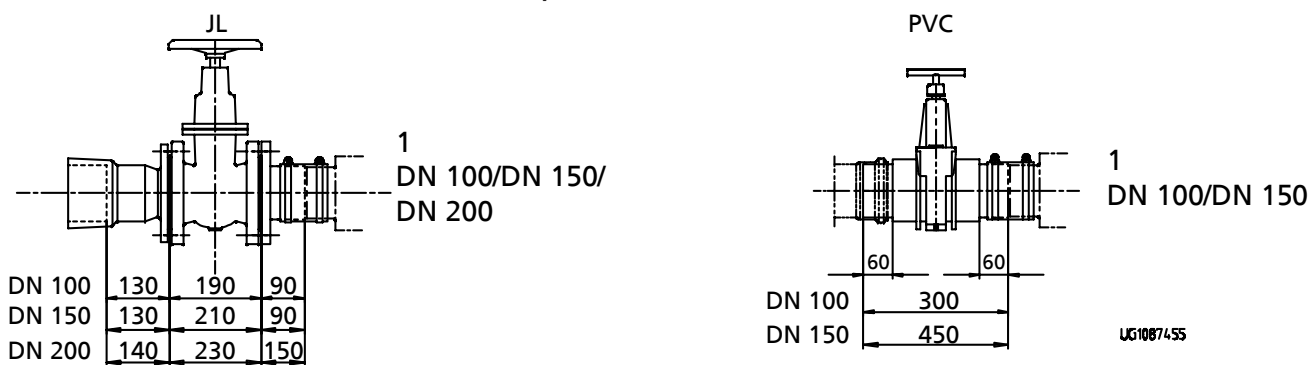 JL
1
DN 100/DN 150/
DN 200
DN 100 130 190 90
DN 150 130 210 90
DN 200 140 230 150
PVC
1
DN 100/DN 150
60 60
DN 100 300
DN 150 450
UG1087455